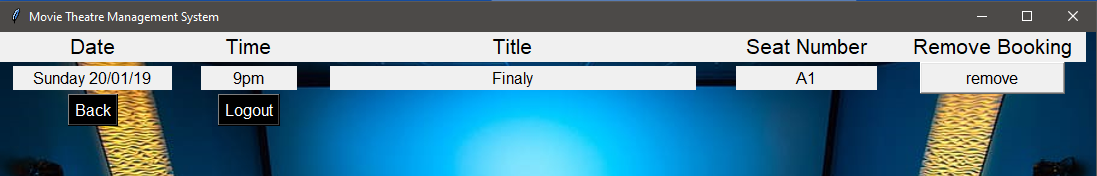 Movie Theatre Management System
Date Time Title Seat Number Remove Booking
Sunday 20/01/19 9pm Finaly A1 remove
Back Logout